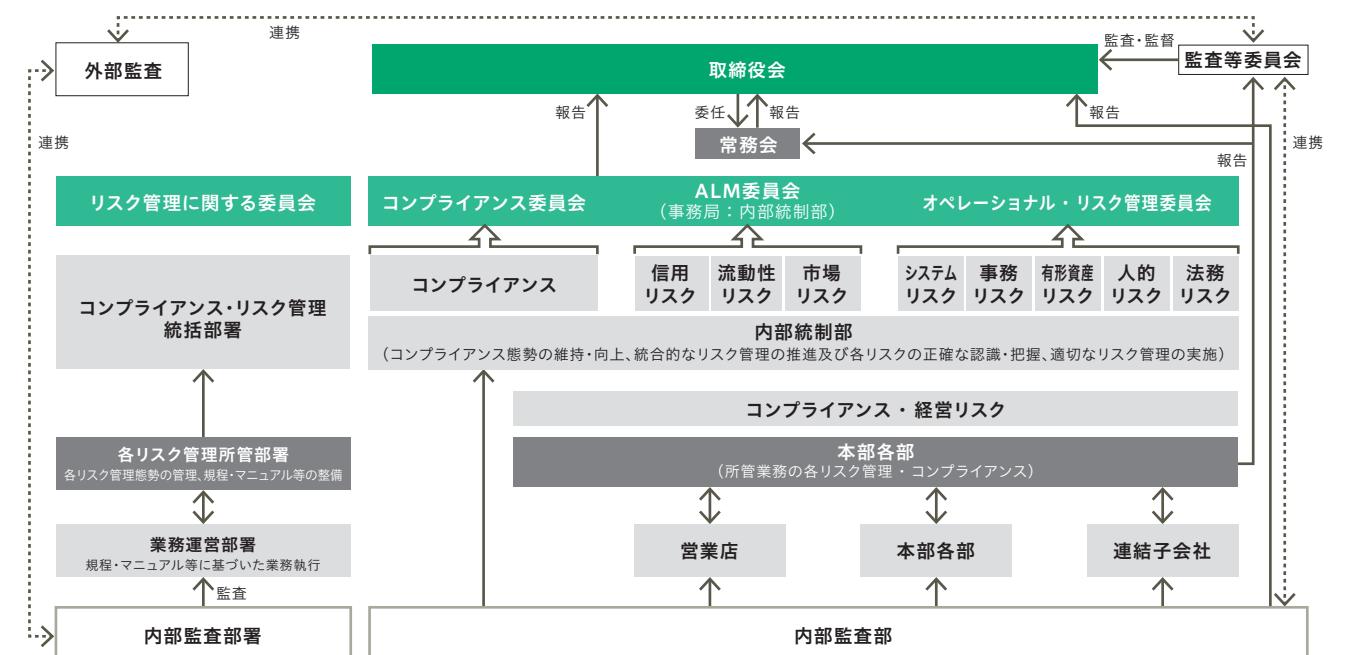 連携
外部監査
取締役会
監査・監督
監査等委員会
報告
委任
報告
報告
常務会
連携
連携
報告
リスク管理に関する委員会
コンプライアンス委員会
ALM委員会
（事務局：内部統制部）
オペレーショナル・リスク管理委員会
コンプライアンス・リスク管理
統括部署
コンプライアンス
信用
リスク
流動性
リスク
市場
リスク
システム
リスク
事務
リスク
有形資産
リスク
人的
リスク
法務
リスク
内部統制部
（コンプライアンス態勢の維持・向上、統合的なリスク管理の推進及び各リスクの正確な認識・把握、適切なリスク管理の実施）
コンプライアンス・経営リスク
各リスク管理所管部署
各リスク管理態勢の管理、規程・マニュアル等の整備
本部各部
（所管業務の各リスク管理・コンプライアンス）
業務運営部署
規程・マニュアル等に基づいた業務執行
営業店
本部各部
連結子会社
監査
内部監査部署
内部監査部